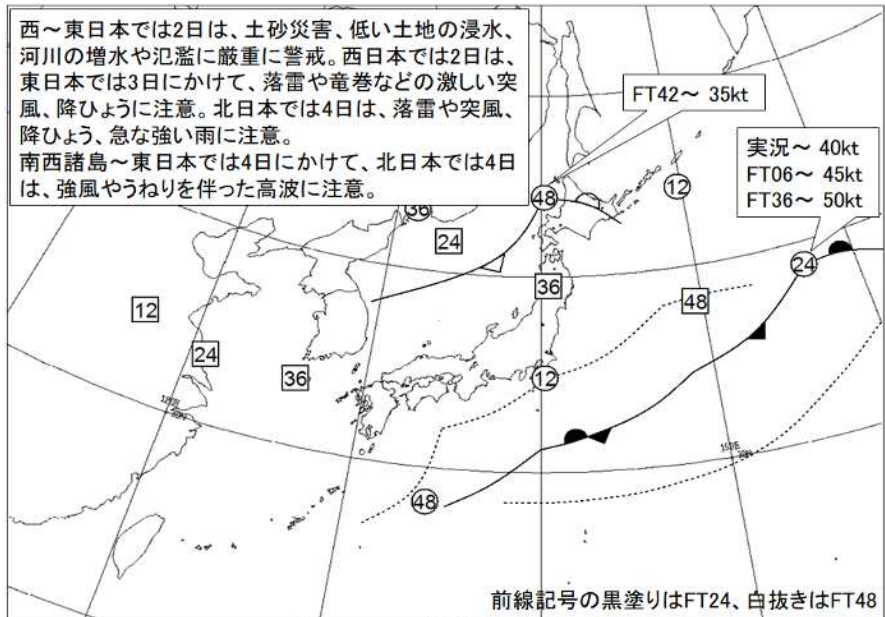 西～東日本では2日は、土砂災害、低い土地の浸水、
河川の増水や氾濫に厳重に警戒。西日本では2日は、
東日本では3日にかけて、落雷や竜巻などの激しい突
風、降ひょうに注意。北日本では4日は、落雷や突風、
降ひょう、急な強い雨に注意。
南西諸島～東日本では4日にかけて、北日本では4日
は、強風やうねりを伴った高波に注意。
FT42～ 35kt
実況～ 40kt
FT06～ 45kt
FT36～ 50kt
12
48
36
24
24
36
48
12
24
36
12
48
150E
30N
前線記号の黒塗りはFT24、白抜きはFT48